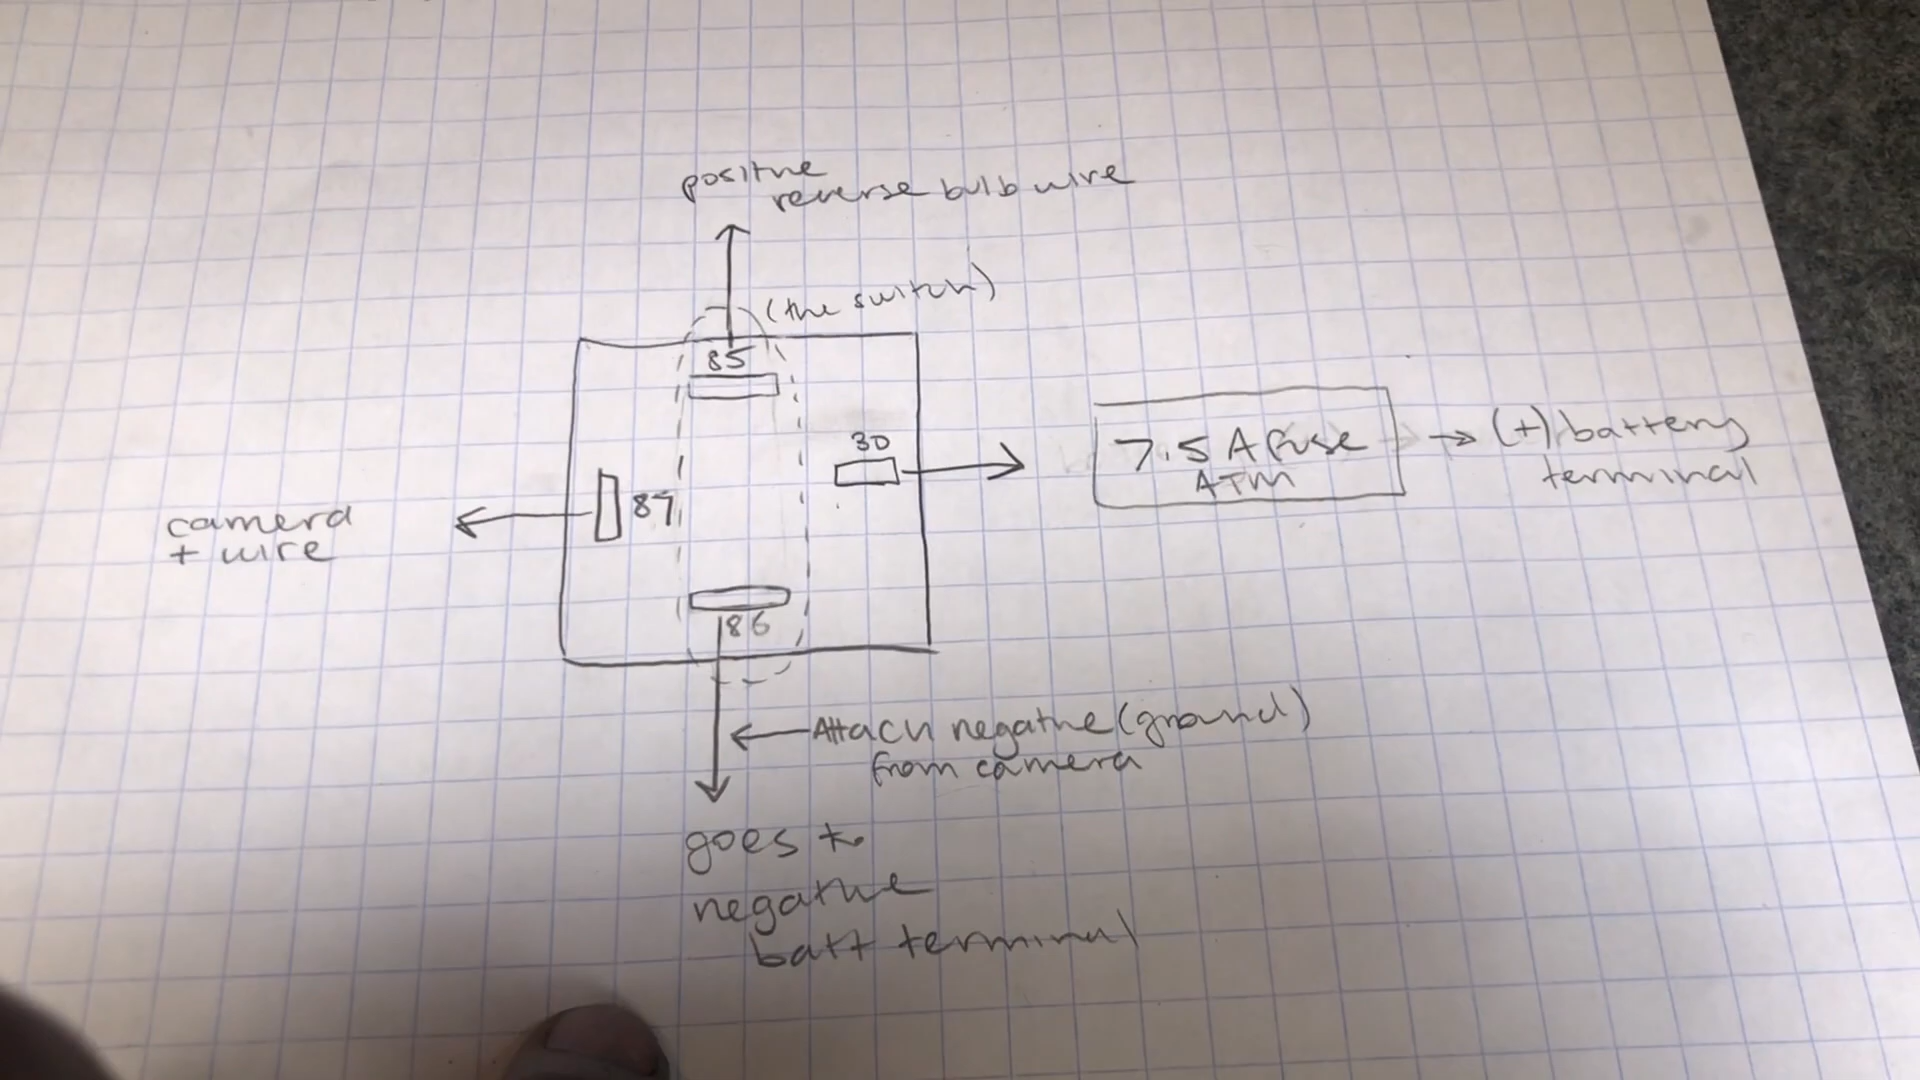 positive
reverse bulb wire
(the switch)
85
30
7.5 A fuse
ATM
(+) battery
terminal
87
camera
+ wire
86
Attach negative (ground)
from camera
goes to
negative
batt terminal